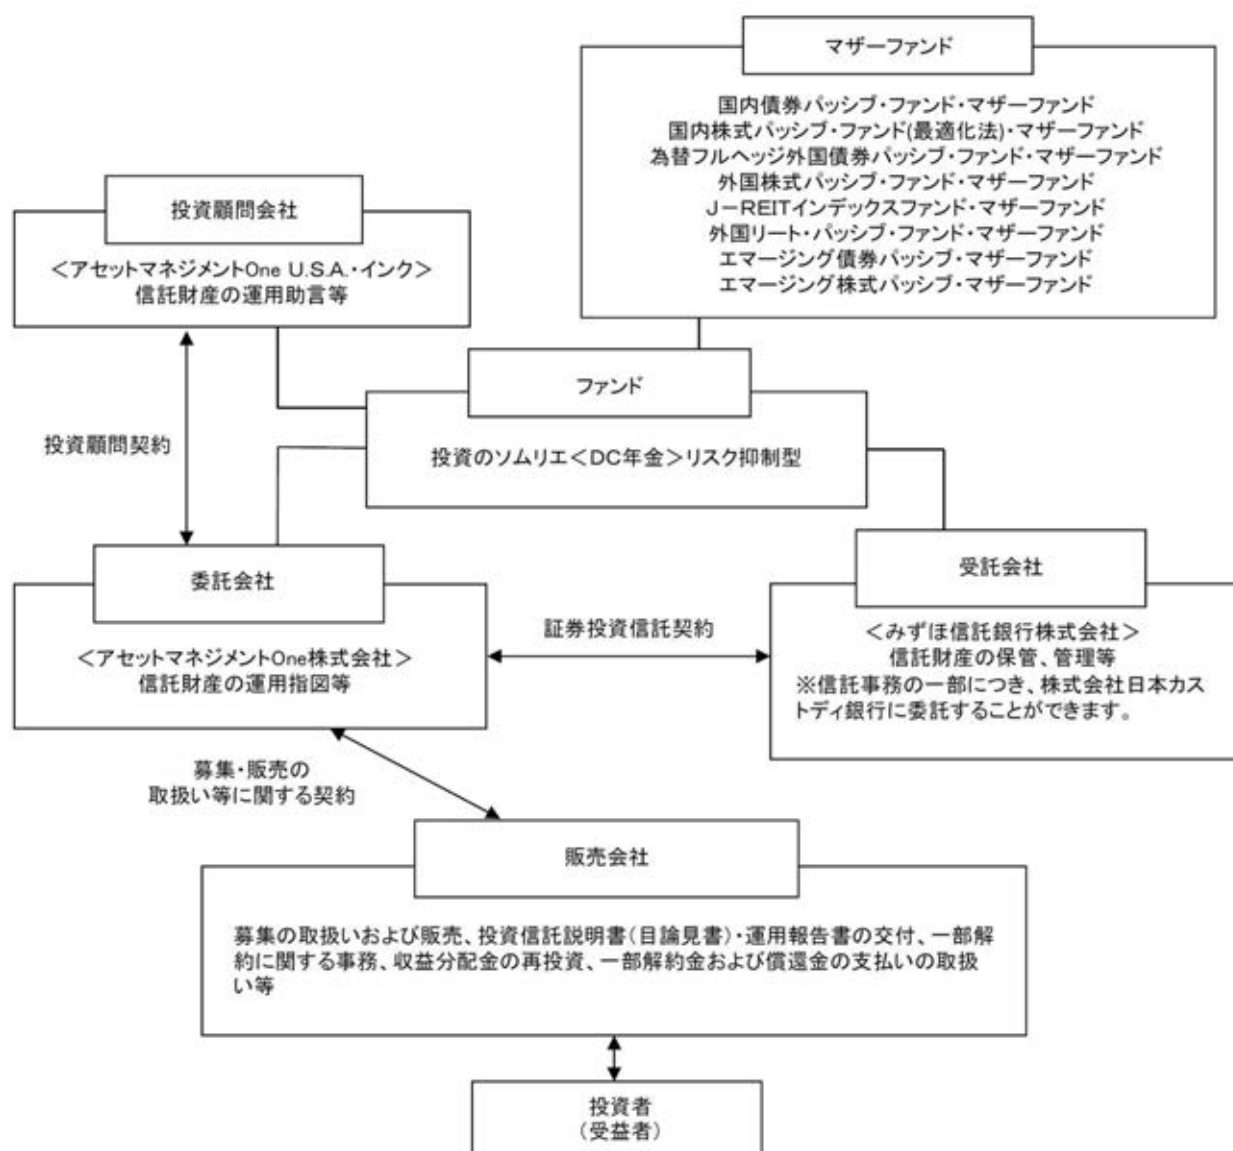 マザーファンド
国内債券パッシブ・ファンド・マザーファンド
国内株式パッシブ・ファンド(最適化法)・マザーファンド
為替フルヘッジ外国債券パッシブ・ファンド・マザーファンド
外国株式パッシブ・ファンド・マザーファンド
J－REITインデックスファンド・マザーファンド
外国リート・パッシブ・ファンド・マザーファンド
エマージング債券パッシブ・マザーファンド
エマージング株式パッシブ・マザーファンド
投資顧問会社
＜アセットマネジメントOne U.S.A.・インク＞
信託財産の運用助言等
ファンド
投資のソムリエ＜DC年金＞リスク抑制型
投資顧問契約
委託会社
＜アセットマネジメントOne株式会社＞
信託財産の運用指図等
証券投資信託契約
受託会社
＜みずほ信託銀行株式会社＞
信託財産の保管、管理等
※信託事務の一部につき、株式会社日本カス
トディ銀行に委託することができます。
募集・販売の
取扱い等に関する契約
販売会社
募集の取扱いおよび販売、投資信託説明書(目論見書)・運用報告書の交付、一部解
約に関する事務、収益分配金の再投資、一部解約金および償還金の支払いの取扱
い等
投資者
(受益者)